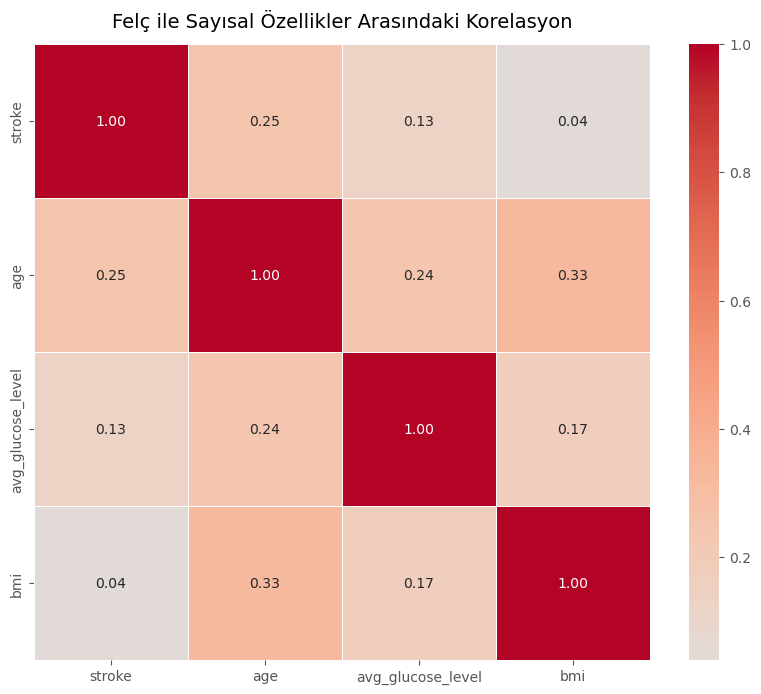 Felç ile Sayısal Özellikler Arasındaki Korelasyon
stroke
1.00
0.25
0.13
0.04
age
0.25
1.00
0.24
0.33
avg_glucose_level
0.13
0.24
1.00
0.17
bmi
0.04
0.33
0.17
1.00
stroke
age
avg_glucose_level
bmi
1.0
0.8
0.6
0.4
0.2